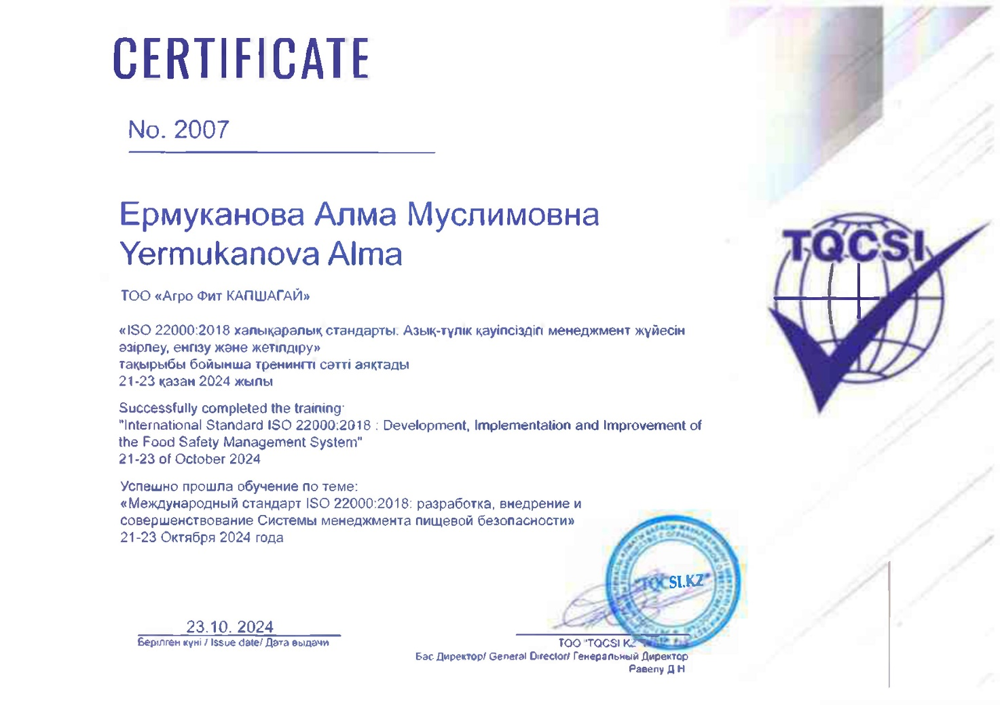 CERTIFICATE
No. 2007
Ермуканова Алма Муслимовна
Yermukanova Alma
ТОО «Агро Фит КАПШАГАЙ»
«ISO 22000:2018 халықаралық стандарты. Азық-түлік қауіпсіздігі менеджмент жүйесін
әзірлеу, енгізу және жетілдіру»
тақырыбы бойынша тренингті сәтті аяқтады
21-23 қазан 2024 жылы
Successfully completed the training:
"International Standard ISO 22000:2018 : Development, Implementation and Improvement of
the Food Safety Management System"
21-23 of October 2024
Успешно прошла обучение по теме:
«Международный стандарт ISO 22000:2018: разработка, внедрение и
совершенствование Системы менеджмента пищевой безопасности»
21-23 Октября 2024 года
23.10. 2024
Берілген күні / Issue date/ Дата выдачи
ТОО "TQCSI KZ
Бас Директор/ General Director/ Генеральный Директор
Равелу Д Н
TQCSI
"TQCSI.KZ"